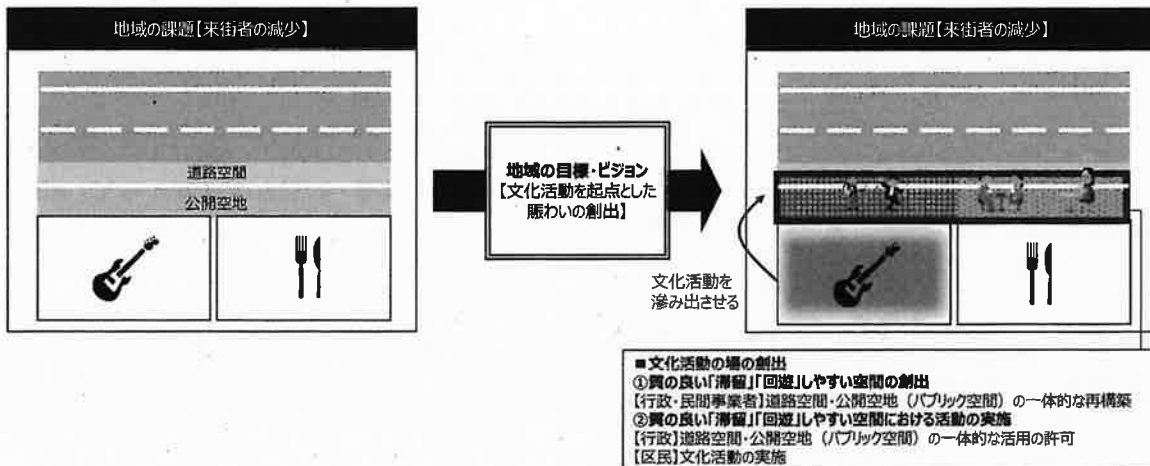 地域の課題【来街者の減少】
道路空間
公開空地
地域の目標・ビジョン
【文化活動を起点とした
賑わいの創出】
地域の課題【来街者の減少】
文化活動を
滲み出させる
■文化活動の場の創出
①質の良い「滞留」「回遊」しやすい空間の創出
【行政・民間事業者】道路空間・公開空地（パブリック空間）の一体的な再構築
②質の良い「滞留」「回遊」しやすい空間における活動の実施
【行政】道路空間・公開空地（パブリック空間）の一体的な活用の許可
【区民】文化活動の実施